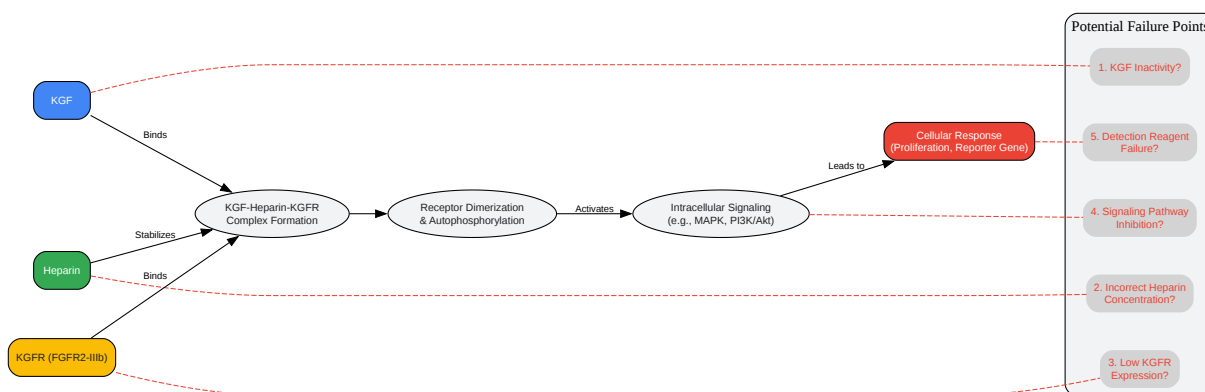 Potential Failure Points
1. KGF Inactivity?
KGF
Binds
5. Detection Reagent
Failure?
Cellular Response
(Proliferation, Reporter Gene)
Leads to
KGF-Heparin-KGFR
Complex Formation
Receptor Dimerization
& Autophosphorylation
Activates
Intracellular Signaling
(e.g., MAPK, PI3K/Akt)
4. Signaling Pathway
Inhibition?
Stabilizes
Heparin
Binds
2. Incorrect Heparin
Concentration?
KGFR (FGFR2-IIIb)
3. Low KGFR
Expression?